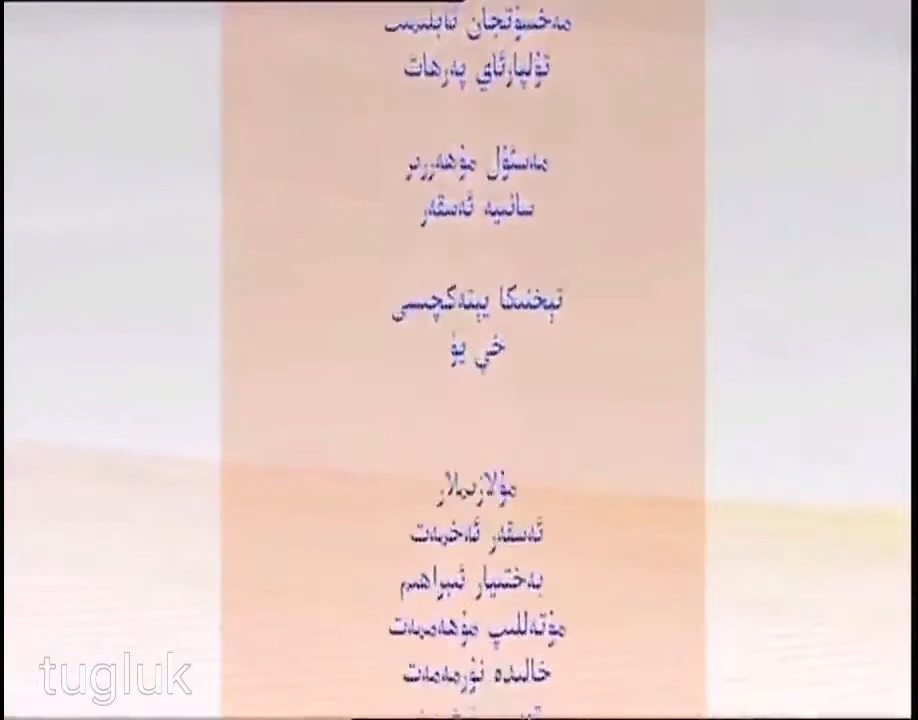 مەخسۇتجان ئابلىمىت
تۇلپارئاي پەرھات
مەسئۇل مۇھەررىر
سانىيە ئەسقەر
تېخنىكا يېتەكچىسى
خې يۇ
مۇلازىملار
ئەسقەر ئەخمەت
بەختىيار ئىبراھىم
مۇتەللىپ مۇھەممەت
خالىدە نۇرمەمەت
tugluk